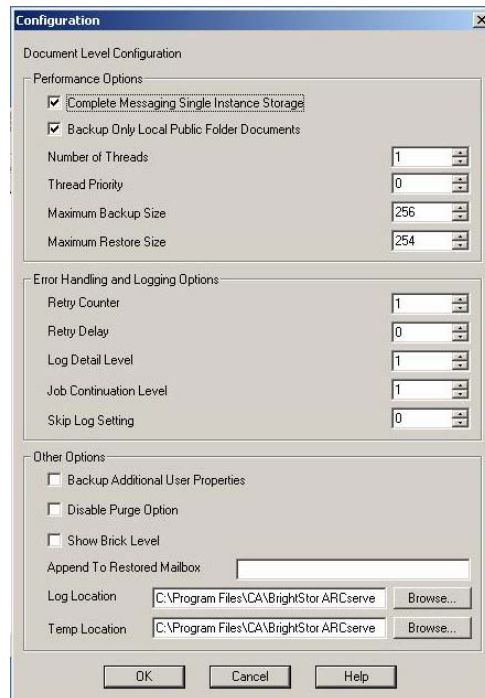 Configuration
Document Level Configuration
Performance Options
Complete Messaging Single Instance Storage
Backup Only Local Public Folder Documents
Number of Threads 1
Thread Priority 0
Maximum Backup Size 256
Maximum Restore Size 254
Error Handling and Logging Options
Retry Counter 1
Retry Delay 0
Log Detail Level 1
Job Continuation Level 1
Skip Log Setting 0
Other Options
Backup Additional User Properties
Disable Purge Option
Show Brick Level
Append To Restored Mailbox
Log Location C:\Program Files\CA\BrightStor ARCserve Browse...
Temp Location C:\Program Files\CA\BrightStor ARCserve Browse...
OK Cancel Help